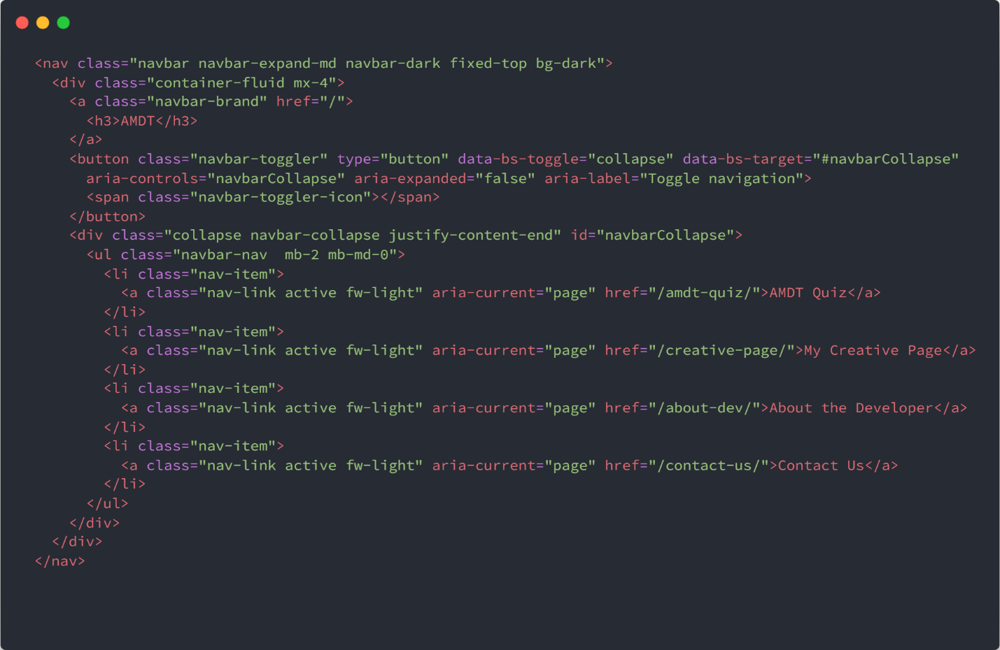 <nav class="navbar navbar-expand-md navbar-dark fixed-top bg-dark">
  <div class="container-fluid mx-4">
    <a class="navbar-brand" href="/">
      <h3>AMDT</h3>
    </a>
    <button class="navbar-toggler" type="button" data-bs-toggle="collapse" data-bs-target="#navbarCollapse"
      aria-controls="navbarCollapse" aria-expanded="false" aria-label="Toggle navigation">
      <span class="navbar-toggler-icon"></span>
    </button>
    <div class="collapse navbar-collapse justify-content-end" id="navbarCollapse">
      <ul class="navbar-nav  mb-2 mb-md-0">
        <li class="nav-item">
          <a class="nav-link active fw-light" aria-current="page" href="/amdt-quiz/">AMDT Quiz</a>
        </li>
        <li class="nav-item">
          <a class="nav-link active fw-light" aria-current="page" href="/creative-page/">My Creative Page</a>
        </li>
        <li class="nav-item">
          <a class="nav-link active fw-light" aria-current="page" href="/about-dev/">About the Developer</a>
        </li>
        <li class="nav-item">
          <a class="nav-link active fw-light" aria-current="page" href="/contact-us/">Contact Us</a>
        </li>
      </ul>
    </div>
  </div>
</nav>